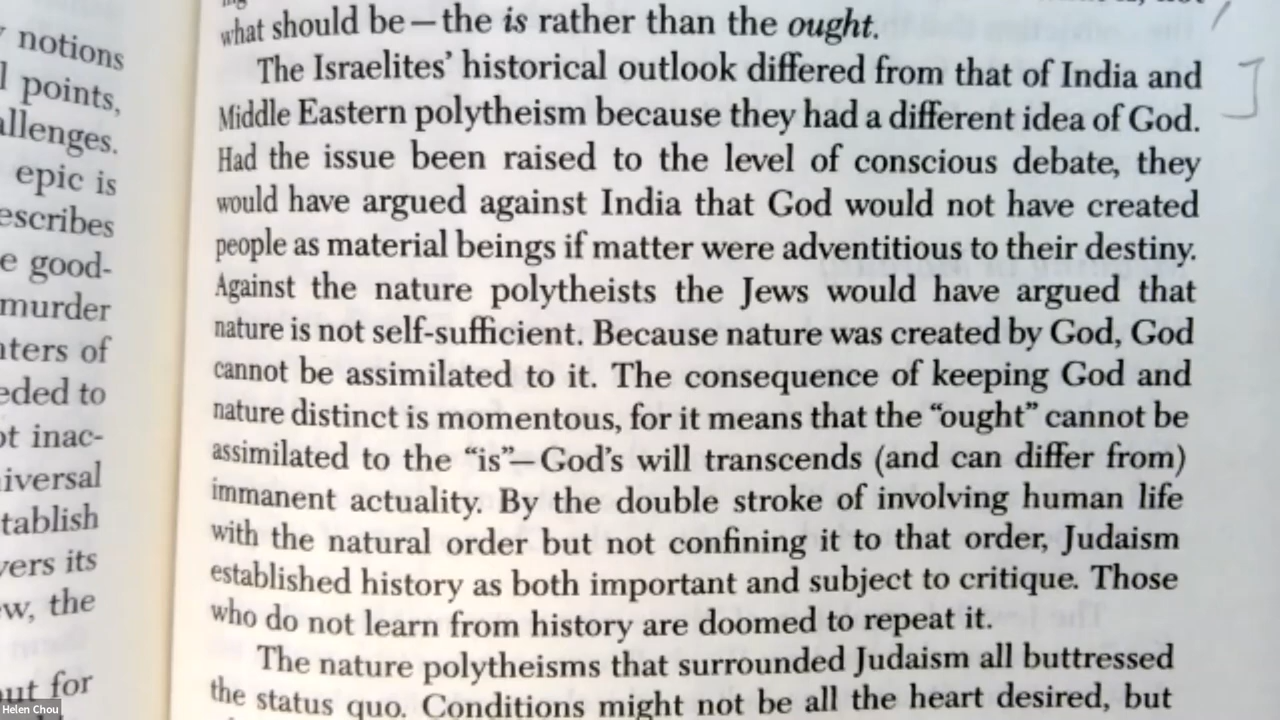 notions
points,
allenges.
epic is
escribes
e good-
murder
ters of
eded to
ot inac-
iversal
tablish
vers its
w, the
ut for
what should be—the is rather than the ought.
The Israelites' historical outlook differed from that of India and
Middle Eastern polytheism because they had a different idea of God.
Had the issue been raised to the level of conscious debate, they
would have argued against India that God would not have created
people as material beings if matter were adventitious to their destiny.
Against the nature polytheists the Jews would have argued that
nature is not self-sufficient. Because nature was created by God, God
cannot be assimilated to it. The consequence of keeping God and
nature distinct is momentous, for it means that the “ought” cannot be
assimilated to the “is”—God's will transcends (and can differ from)
immanent actuality. By the double stroke of involving human life
with the natural order but not confining it to that order, Judaism
established history as both important and subject to critique. Those
who do not learn from history are doomed to repeat it.
The nature polytheisms that surrounded Judaism all buttressed
the status quo. Conditions might not be all the heart desired, but
Helen Chou